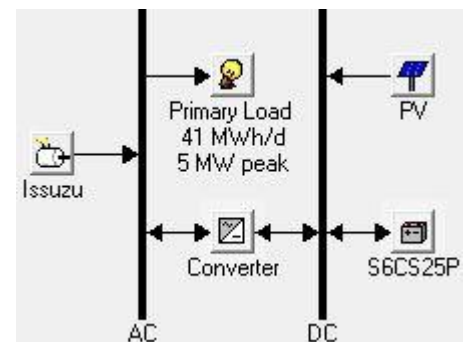 Primary Load
41 MWh/d
5 MW peak
PV
Issuzu
Converter
S6CS25P
AC
DC